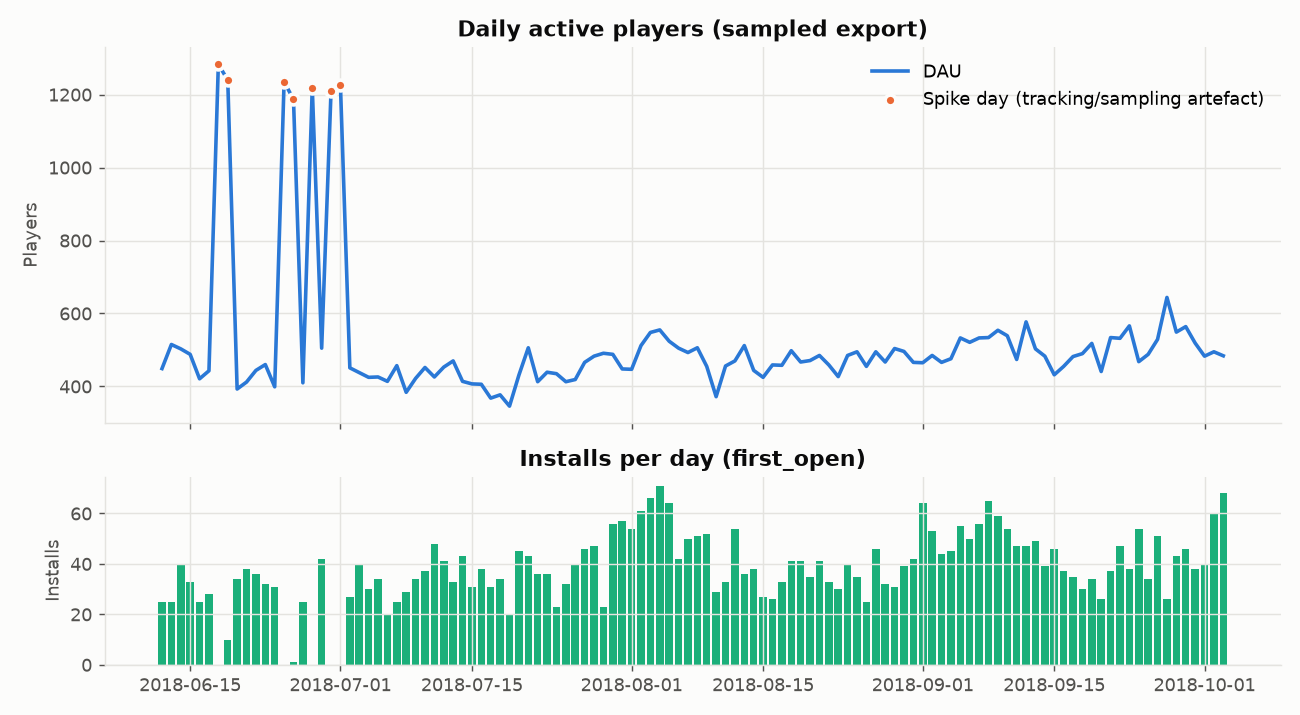 Daily active players (sampled export)
DAU
Spike day (tracking/sampling artefact)
1200
1000
800
600
400
Players
Installs per day (first_open)
60
40
20
0
Installs
2018-06-15 2018-07-01 2018-07-15 2018-08-01 2018-08-15 2018-09-01 2018-09-15 2018-10-01